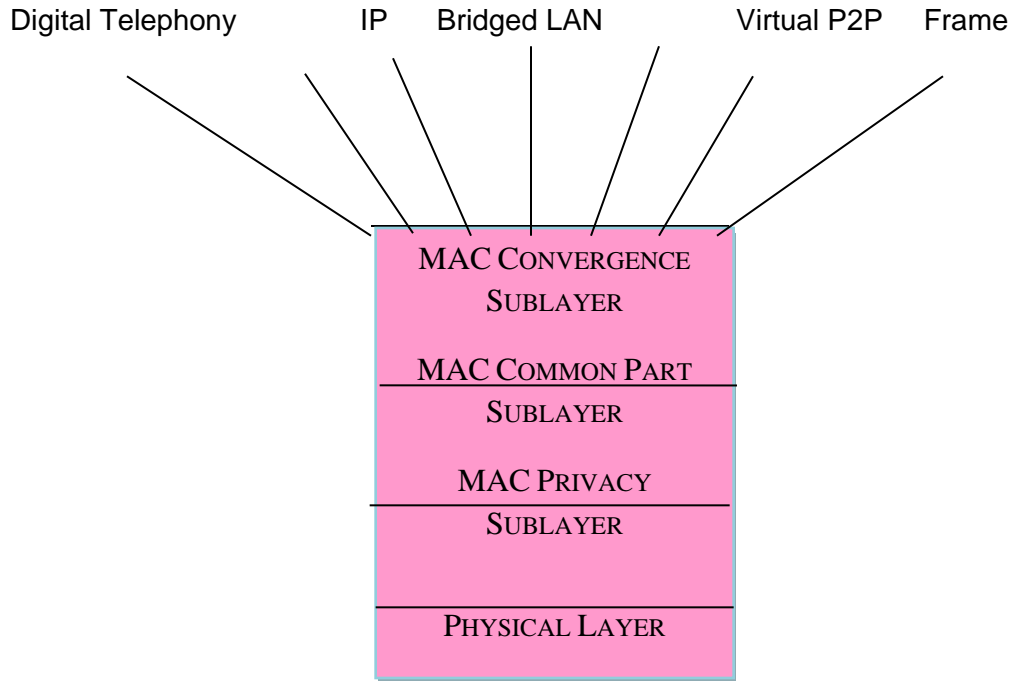 Digital Telephony IP Bridged LAN Virtual P2P Frame
MAC CONVERGENCE
SUBLAYER
MAC COMMON PART
SUBLAYER
MAC PRIVACY
SUBLAYER
PHYSICAL LAYER